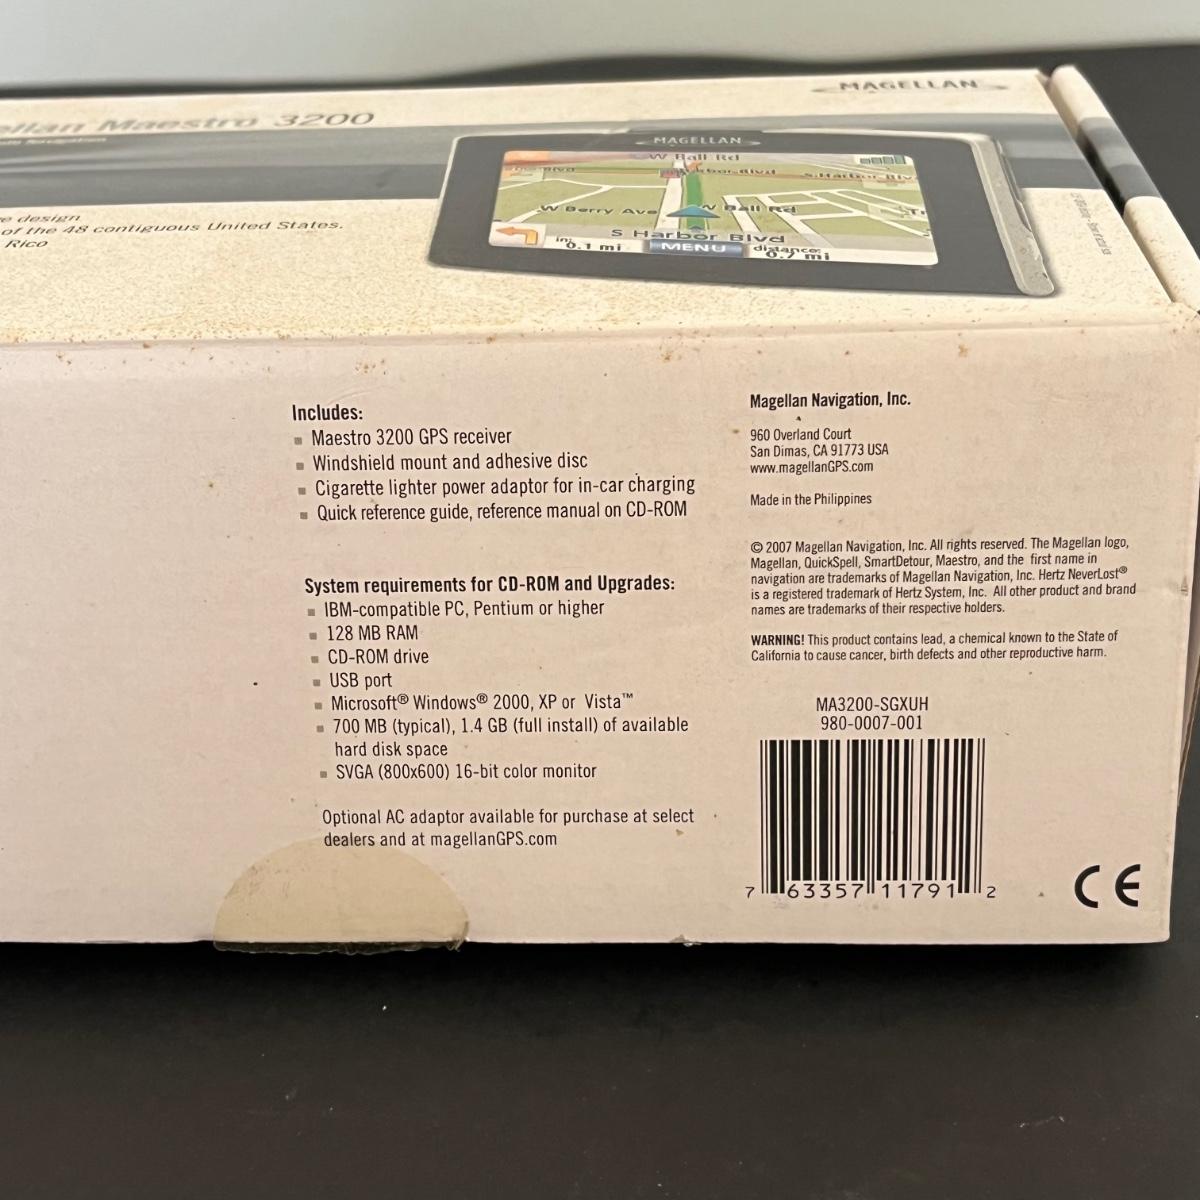 MAGELLAN
ellan Maestro 3200
e design
of the 48 contiguous United States.
Rico
MAGELLAN
W Ball Rd
S Harbor Blv
W Berry Ave
W Ball Rd
S Harbor Blvd
in:
0.1 mi
MENU
distance:
0.7 mi
Includes:
Maestro 3200 GPS receiver
Windshield mount and adhesive disc
Cigarette lighter power adaptor for in-car charging
Quick reference guide, reference manual on CD-ROM
System requirements for CD-ROM and Upgrades:
IBM-compatible PC, Pentium or higher
128 MB RAM
CD-ROM drive
USB port
Microsoft® Windows® 2000, XP or Vista™
700 MB (typical), 1.4 GB (full install) of available
hard disk space
SVGA (800x600) 16-bit color monitor
Optional AC adaptor available for purchase at select
dealers and at magellanGPS.com
Magellan Navigation, Inc.
960 Overland Court
San Dimas, CA 91773 USA
www.magellanGPS.com
Made in the Philippines
© 2007 Magellan Navigation, Inc. All rights reserved. The Magellan logo,
Magellan, QuickSpell, SmartDetour, Maestro, and the first name in
navigation are trademarks of Magellan Navigation, Inc. Hertz NeverLost®
is a registered trademark of Hertz System, Inc. All other product and brand
names are trademarks of their respective holders.
WARNING! This product contains lead, a chemical known to the State of
California to cause cancer, birth defects and other reproductive harm.
MA3200-SGXUH
980-0007-001
7 63357 11791 2
CE